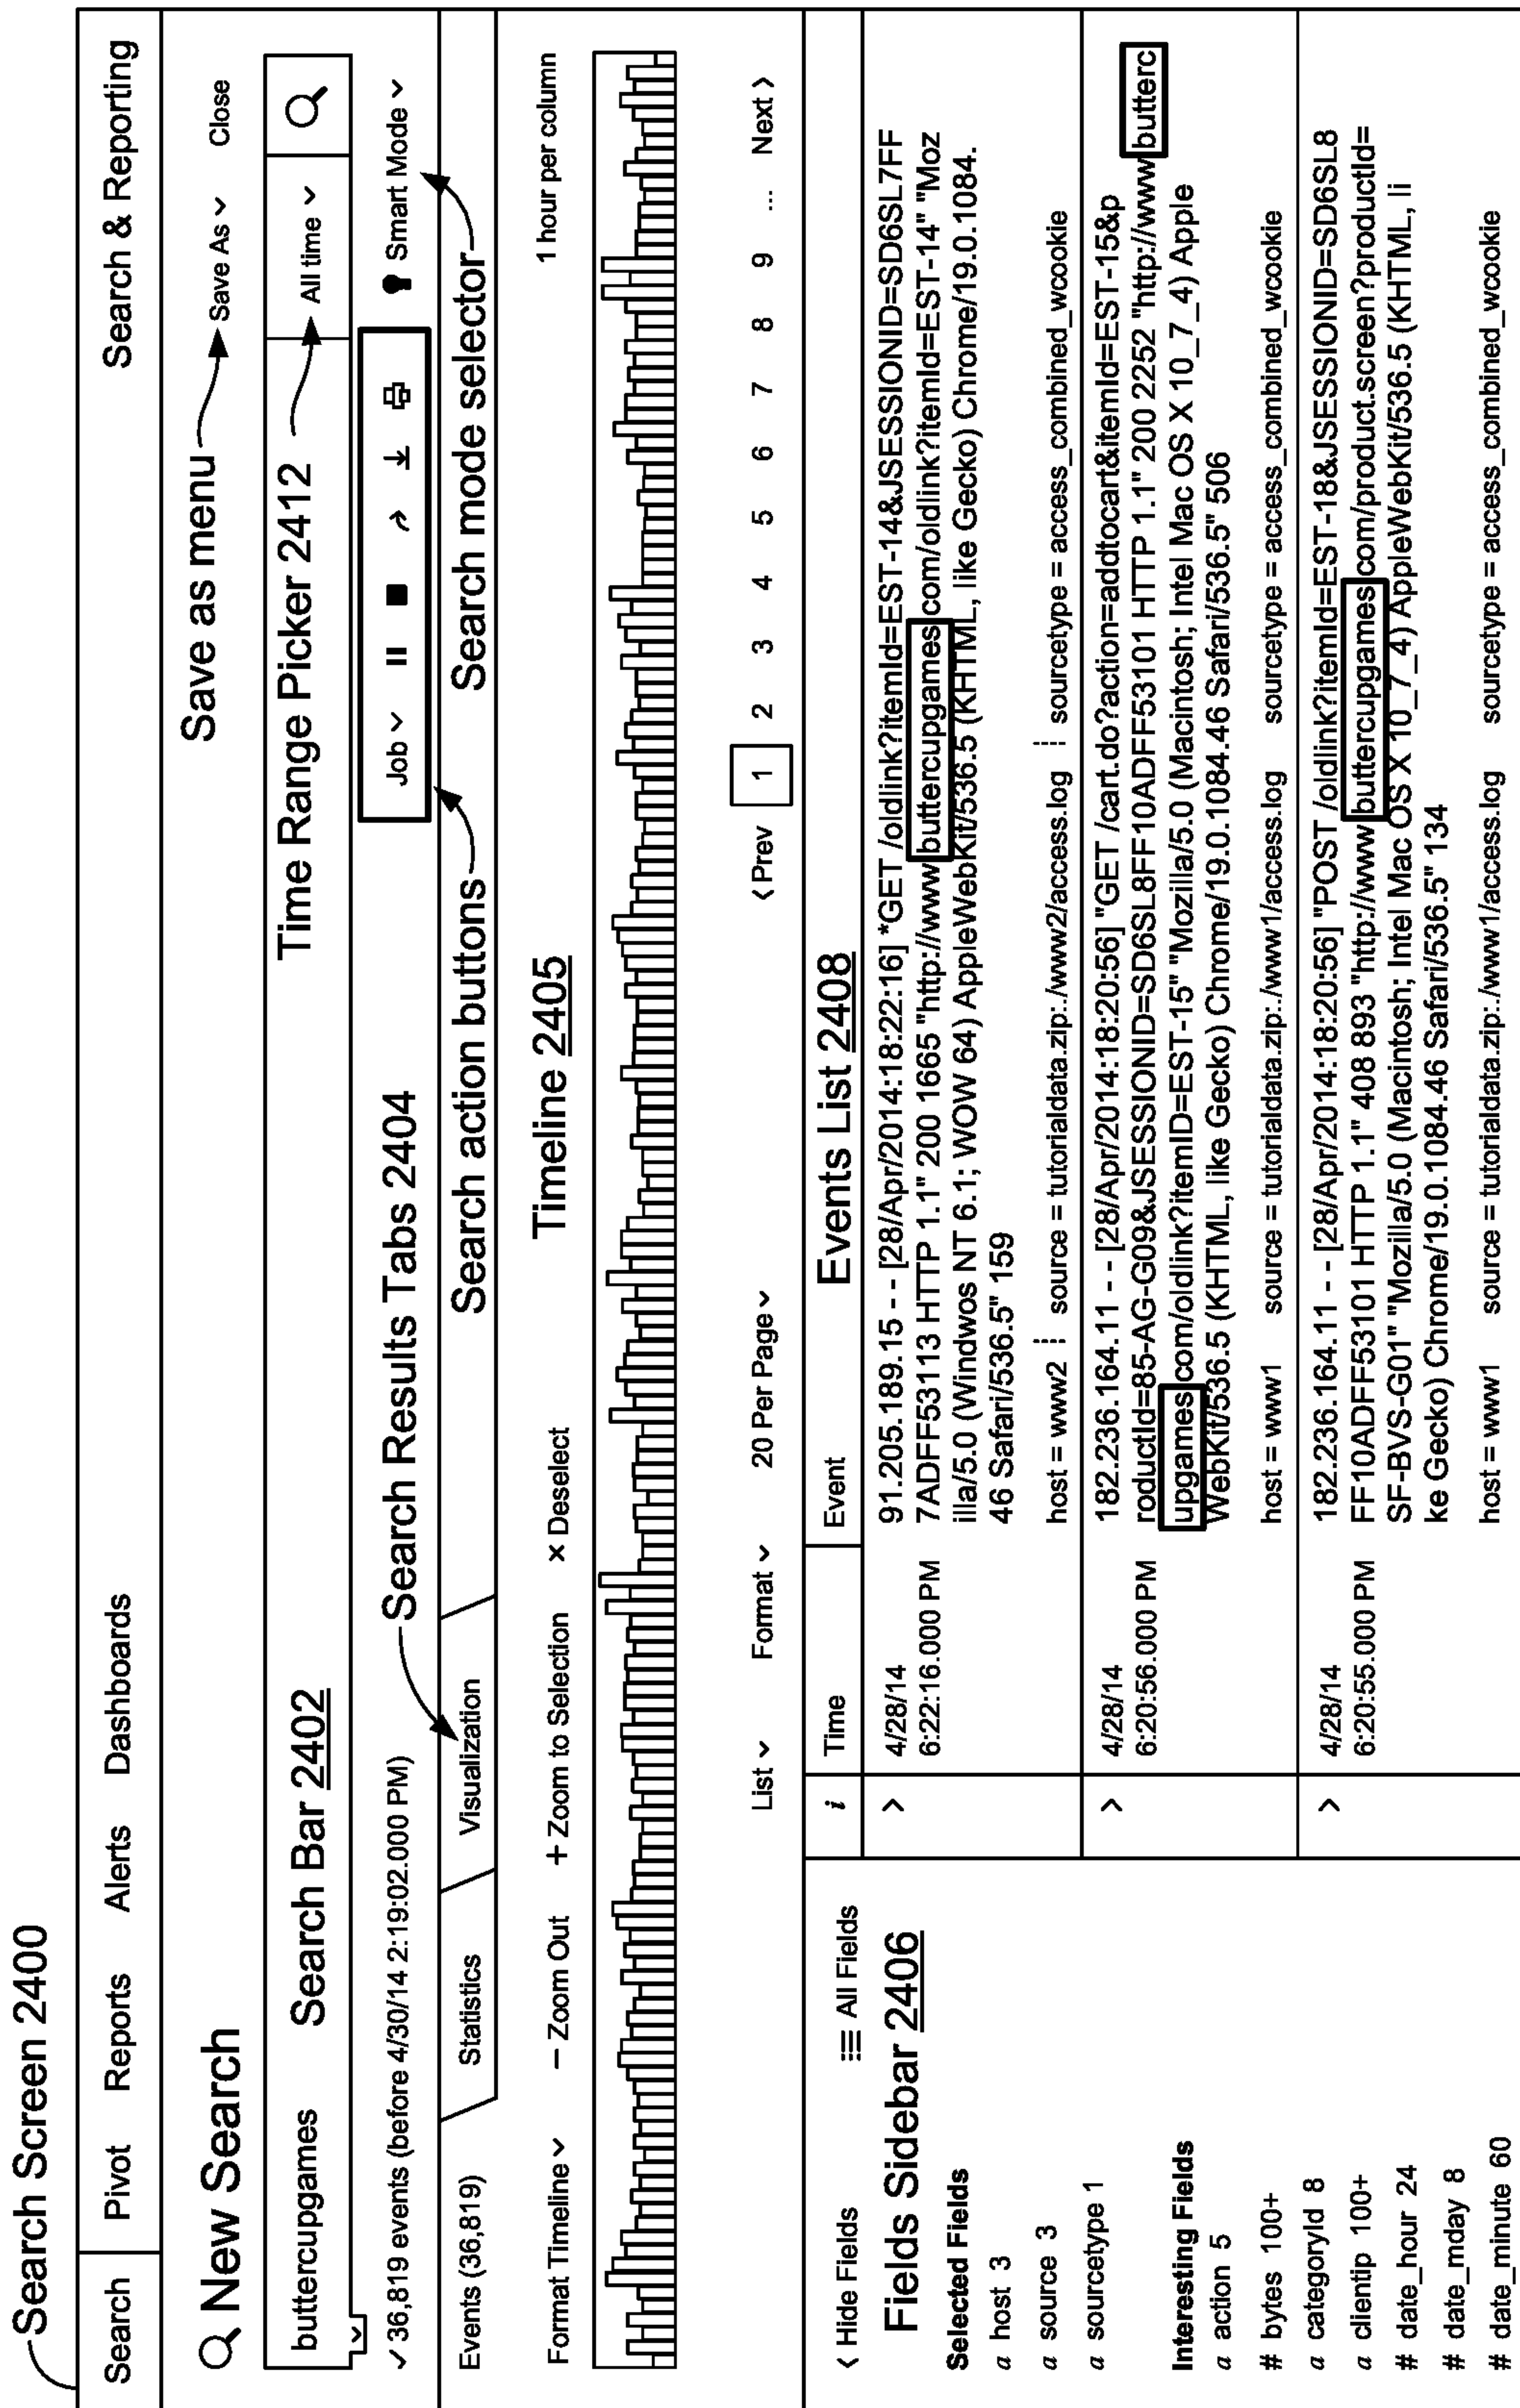 Search Screen 2400
Search Pivot Reports Alerts Dashboards Search & Reporting
New Search
Save as menu
Save As Close
buttercupgames
Search Bar 2402
Time Range Picker 2412
All time
✓ 36,819 events (before 4/30/14 2:19:02.000 PM)
Search Results Tabs 2404
Job
Smart Mode
Events (36,819) Statistics Visualization
Search action buttons
Search mode selector
Format Timeline − Zoom Out + Zoom to Selection × Deselect
Timeline 2405
1 hour per column
List Format 20 Per Page < Prev 1 2 3 4 5 6 7 8 9 ... Next >
< Hide Fields All Fields
Fields Sidebar 2406
Selected Fields
a host 3
a source 3
a sourcetype 1
Interesting Fields
a action 5
# bytes 100+
a categoryId 8
a clientip 100+
# date_hour 24
# date_mday 8
# date_minute 60
i Time Event
Events List 2408
> 4/28/14
6:22:16.000 PM
91.205.189.15 - - [28/Apr/2014:18:22:16] *GET /oldlink?itemId=EST-14&JSESSIONID=SD6SL7FF
7ADFF53113 HTTP 1.1" 200 1665 "http://www buttercupgames com/oldlink?itemId=EST-14" "Moz
illa/5.0 (Windwos NT 6.1; WOW 64) AppleWebKit/536.5 (KHTML, like Gecko) Chrome/19.0.1084.
46 Safari/536.5" 159
host = www2 source = tutorialdata.zip:./www2/access.log sourcetype = access_combined_wcookie
> 4/28/14
6:20:56.000 PM
182.236.164.11 - - [28/Apr/2014:18:20:56] "GET /cart.do?action=addtocart&itemId=EST-15&p
roductId=85-AG-G09&JSESSIONID=SD6SL8FF10ADFF53101 HTTP 1.1" 200 2252 "http://www butterc
upgames com/oldlink?itemID=EST-15" "Mozilla/5.0 (Macintosh; Intel Mac OS X 10_7_4) Apple
WebKit/536.5 (KHTML, like Gecko) Chrome/19.0.1084.46 Safari/536.5" 506
host = www1 source = tutorialdata.zip:./www1/access.log sourcetype = access_combined_wcookie
> 4/28/14
6:20:55.000 PM
182.236.164.11 - - [28/Apr/2014:18:20:56] "POST /oldlink?itemId=EST-18&JSESSIONID=SD6SL8
FF10ADFF53101 HTTP 1.1" 408 893 "http://www buttercupgames com/product.screen?productId=
SF-BVS-G01" "Mozilla/5.0 (Macintosh; Intel Mac OS X 10_7_4) AppleWebKit/536.5 (KHTML, li
ke Gecko) Chrome/19.0.1084.46 Safari/536.5" 134
host = www1 source = tutorialdata.zip:./www1/access.log sourcetype = access_combined_wcookie